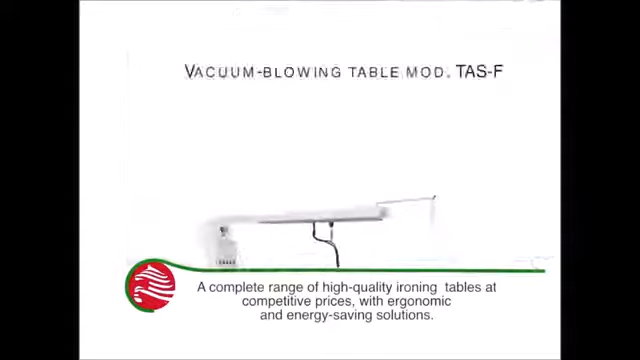 VACUUM-BLOWING TABLE MOD. TAS-F
A complete range of high-quality ironing tables at
competitive prices, with ergonomic
and energy-saving solutions.